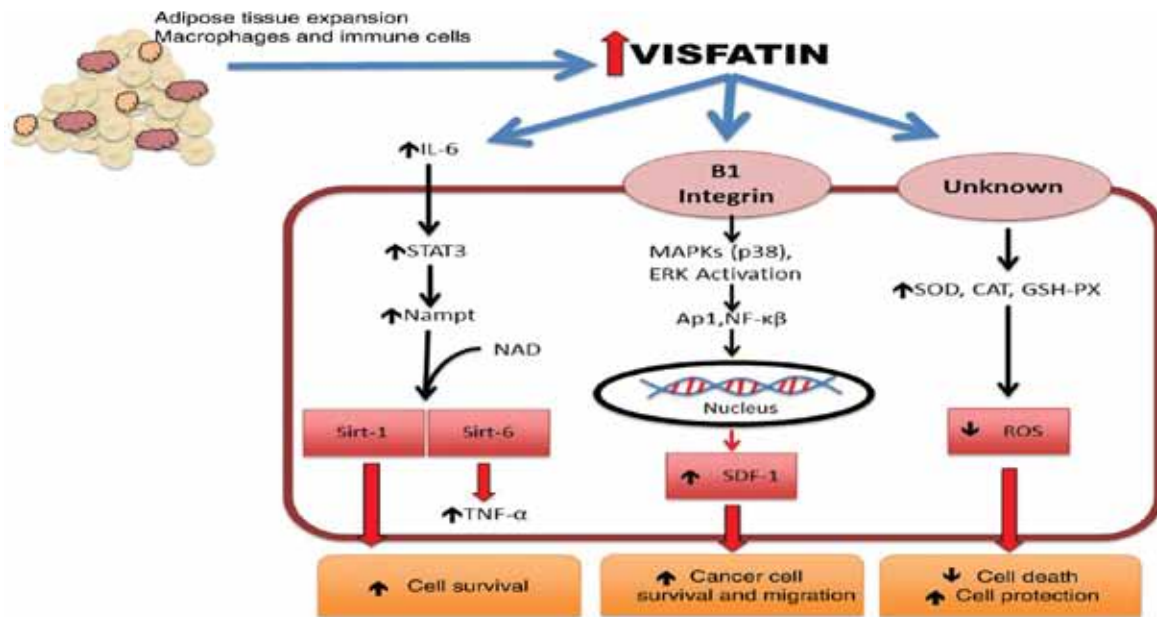 Adipose tissue expansion
Macrophages and immune cells
VISFATIN
IL-6
STAT3
Nampt
NAD
Sirt-1
Sirt-6
TNF-α
Cell survival
B1
Integrin
MAPKs (p38),
ERK Activation
Ap1,NF-κβ
Nucleus
SDF-1
Cancer cell
survival and migration
Unknown
SOD, CAT, GSH-PX
ROS
Cell death
Cell protection